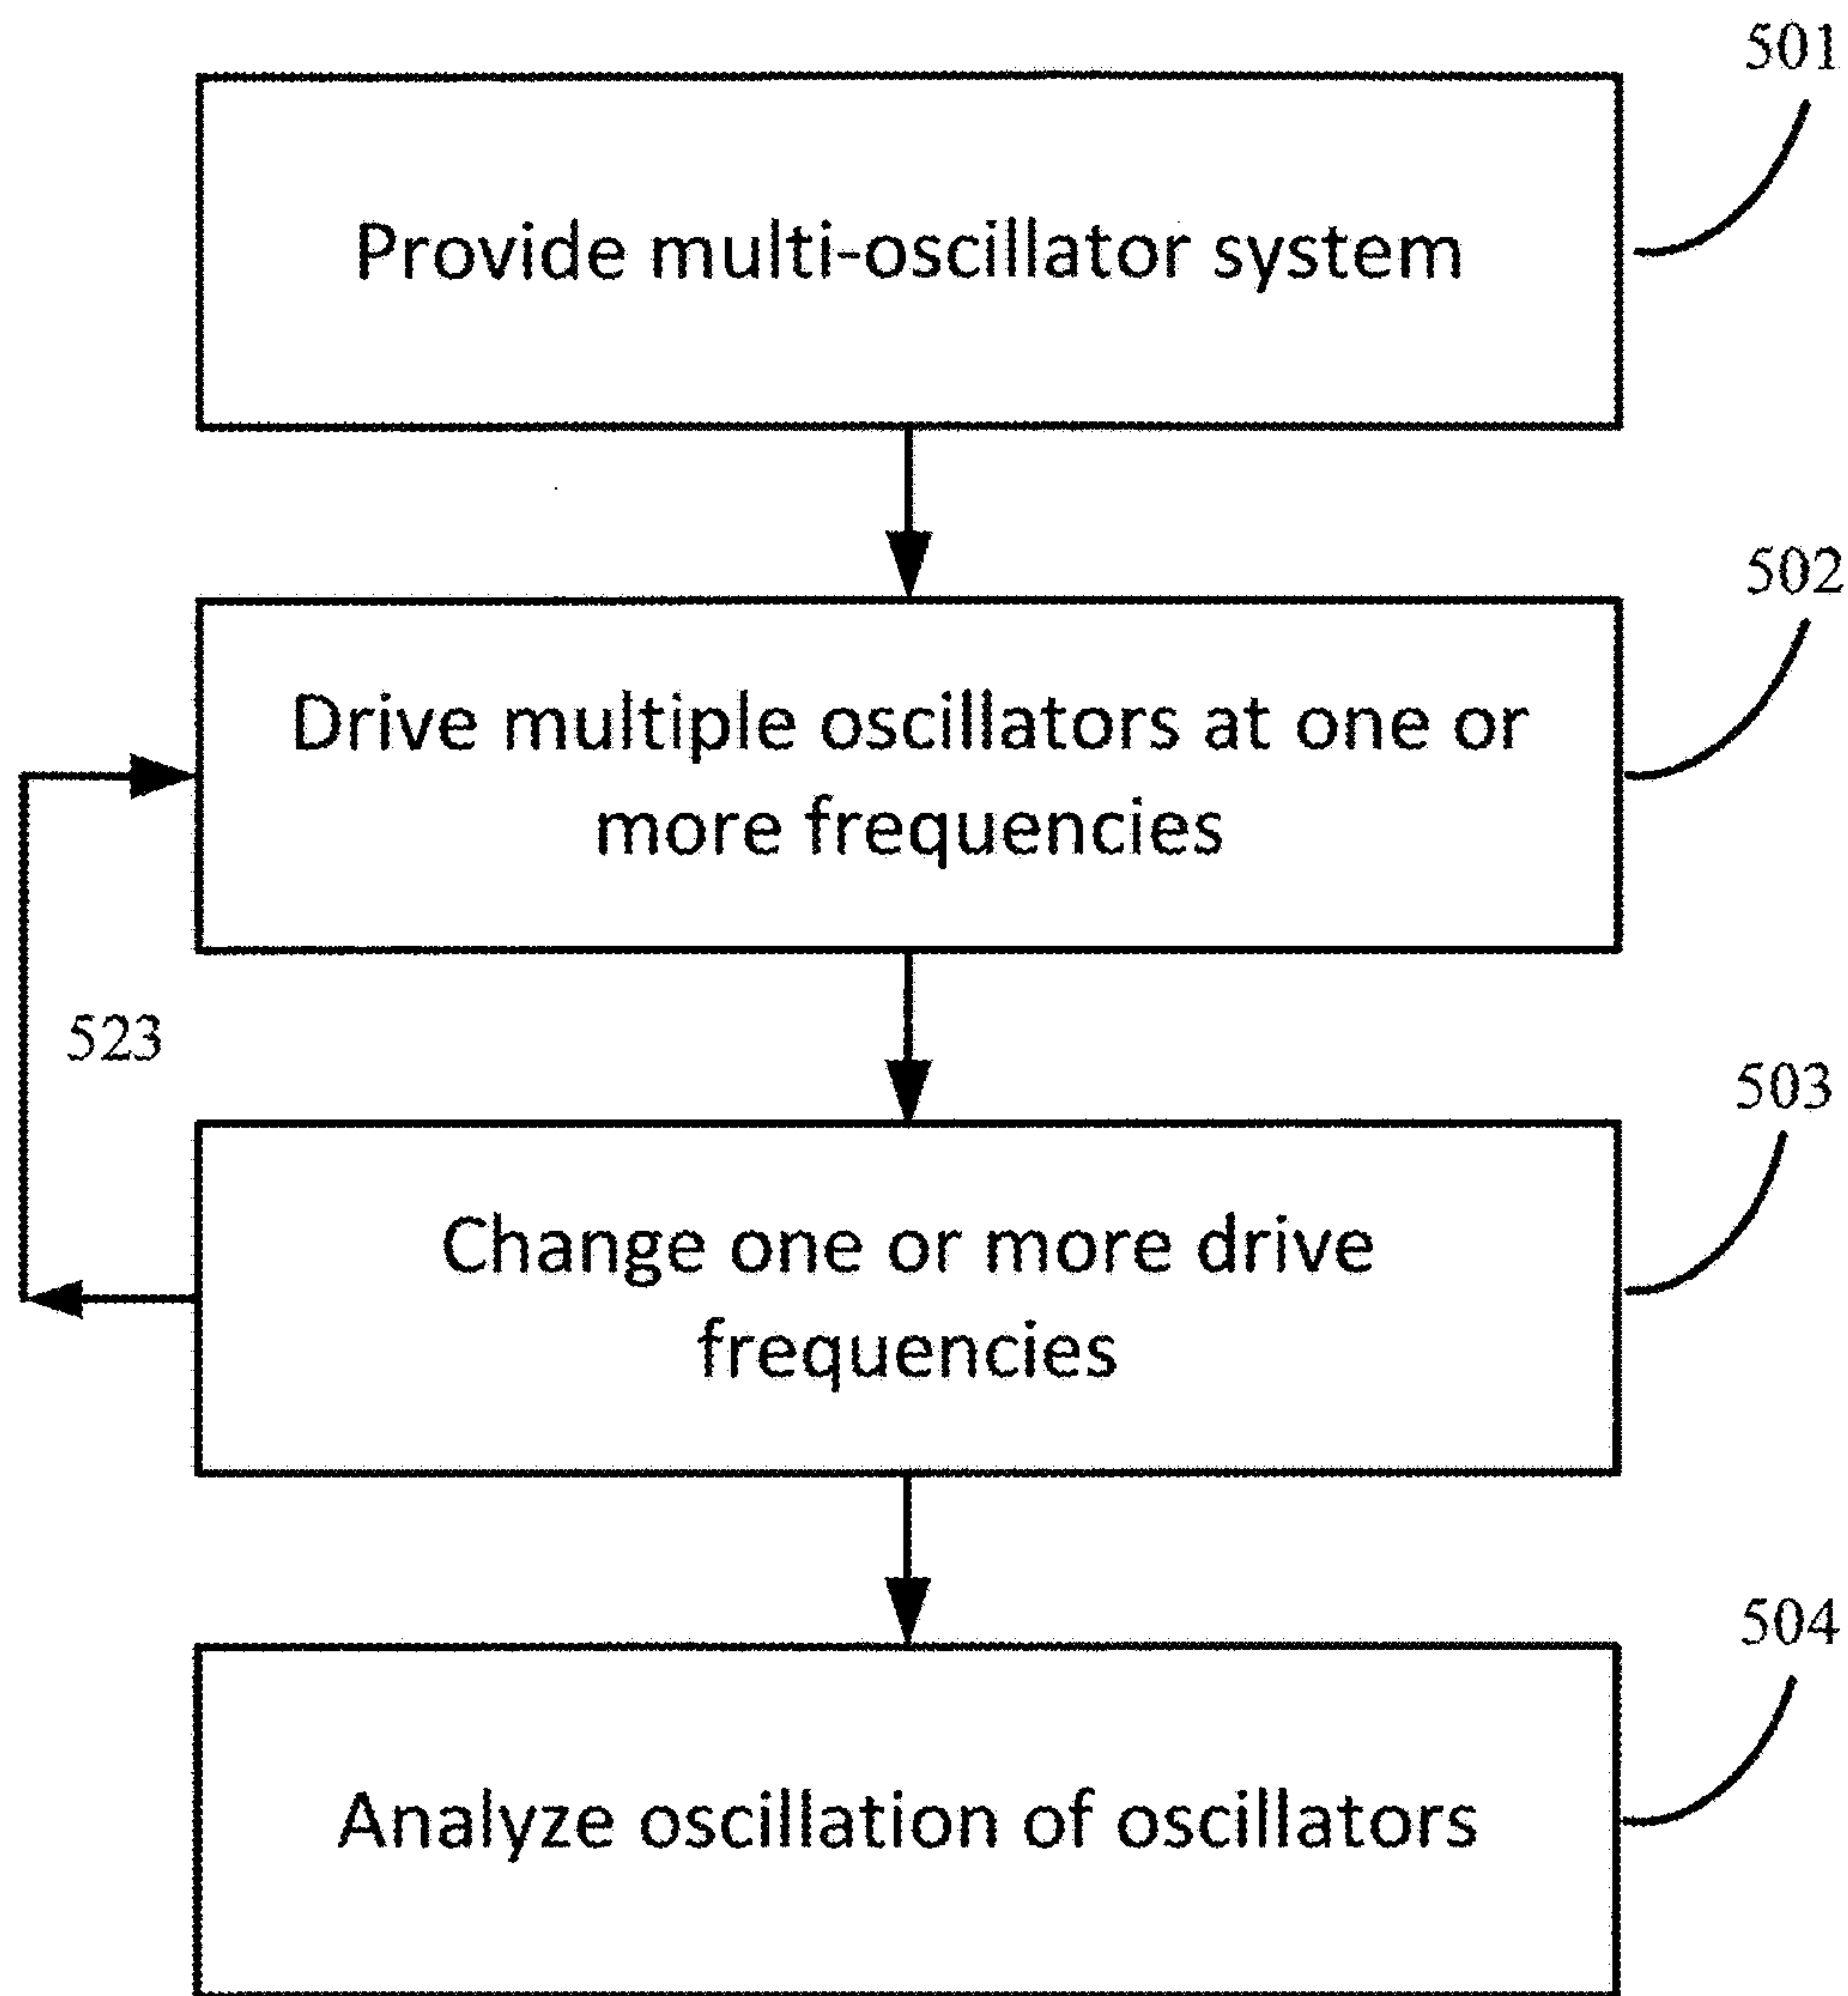 501
Provide multi-oscillator system
502
Drive multiple oscillators at one or
more frequencies
523
503
Change one or more drive
frequencies
504
Analyze oscillation of oscillators